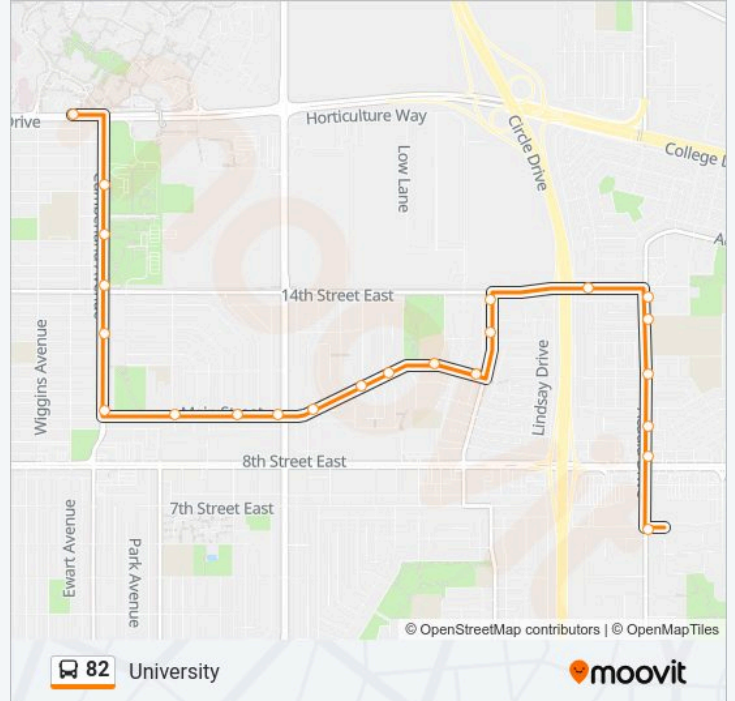 Drive
Horticulture Way
Circle Drive
College
Low Lane
14th Street East
Wiggins Avenue
Lindsay Drive
8th Street East
7th Street East
Ewart Avenue
Park Avenue
© OpenStreetMap contributors | © OpenMapTiles
82 University
moovit